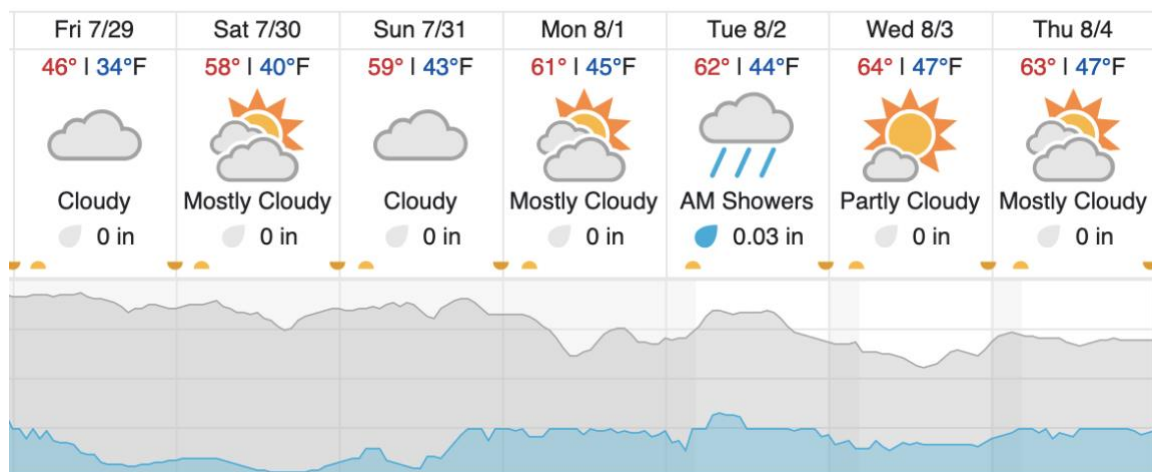 Fri 7/29 Sat 7/30 Sun 7/31 Mon 8/1 Tue 8/2 Wed 8/3 Thu 8/4
46° | 34°F 58° | 40°F 59° | 43°F 61° | 45°F 62° | 44°F 64° | 47°F 63° | 47°F
Cloudy Mostly Cloudy Cloudy Mostly Cloudy AM Showers Partly Cloudy Mostly Cloudy
0 in 0 in 0 in 0 in 0.03 in 0 in 0 in